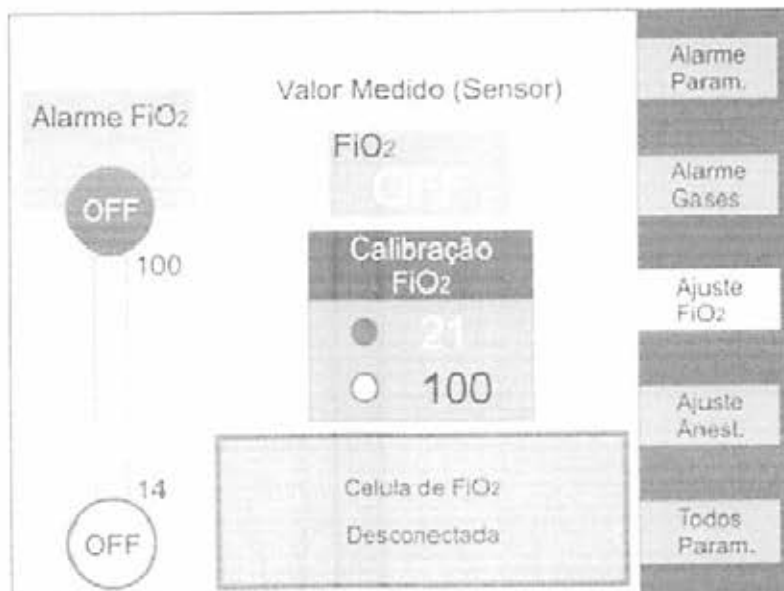 Alarme FiO2
OFF
100
14
OFF
Valor Medido (Sensor)
FiO2
OFF
Calibração
FiO2
21
100
Celula de FiO2
Desconectada
Alarme
Param.
Alarme
Gases
Ajuste
FiO2
Ajuste
Anest.
Todos
Param.